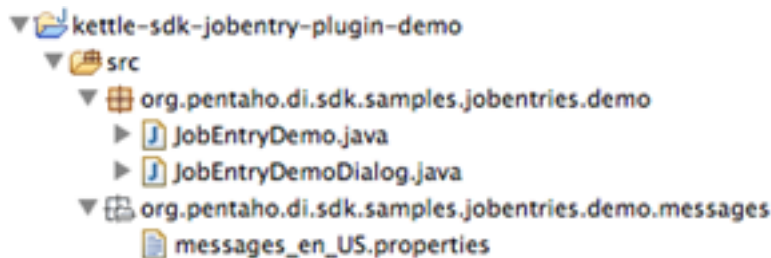 kettle-sdk-jobentry-plugin-demo
src
org.pentaho.di.sdk.samples.jobentries.demo
JobEntryDemo.java
JobEntryDemoDialog.java
org.pentaho.di.sdk.samples.jobentries.demo.messages
messages_en_US.properties